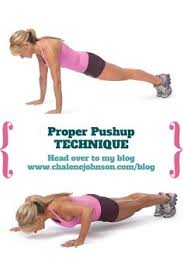 Proper Pushup
TECHNIQUE
Head over to my blog
www.chalenejohnson.com/blog